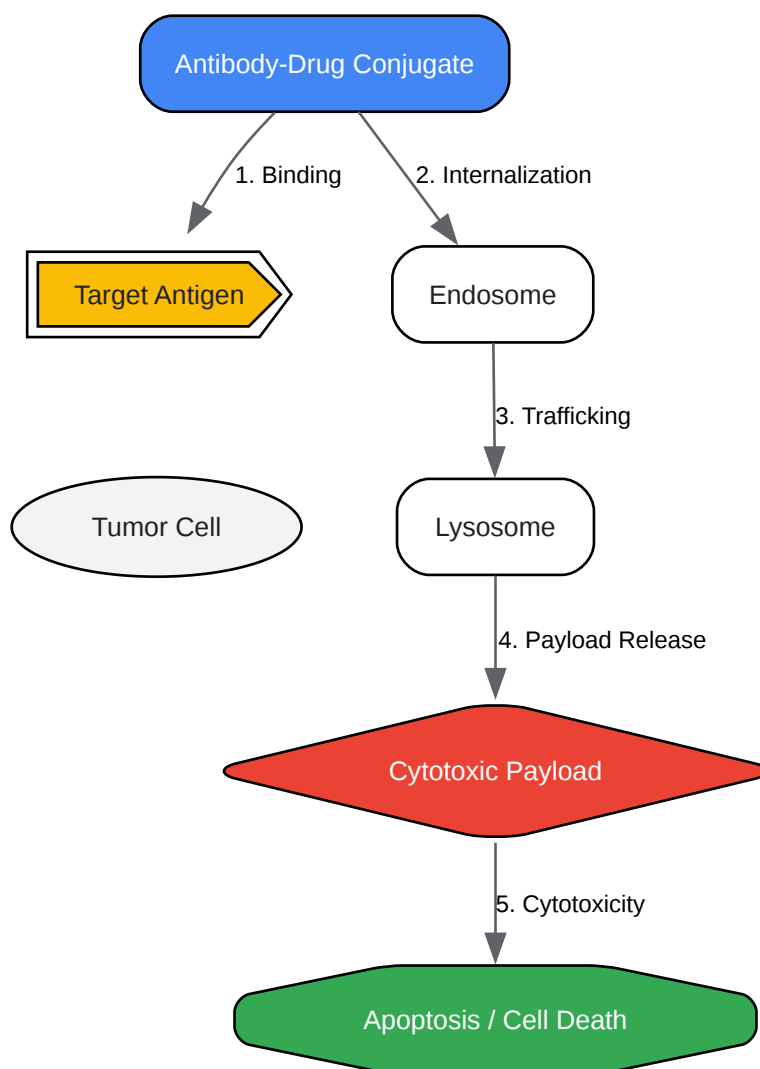 Antibody-Drug Conjugate
1. Binding
2. Internalization
Target Antigen
Endosome
3. Trafficking
Tumor Cell
Lysosome
4. Payload Release
Cytotoxic Payload
5. Cytotoxicity
Apoptosis / Cell Death